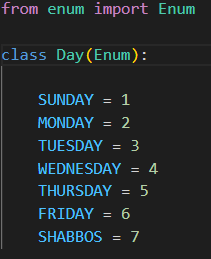 from enum import Enum
class Day(Enum):
SUNDAY = 1
MONDAY = 2
TUESDAY = 3
WEDNESDAY = 4
THURSDAY = 5
FRIDAY = 6
SHABBOS = 7